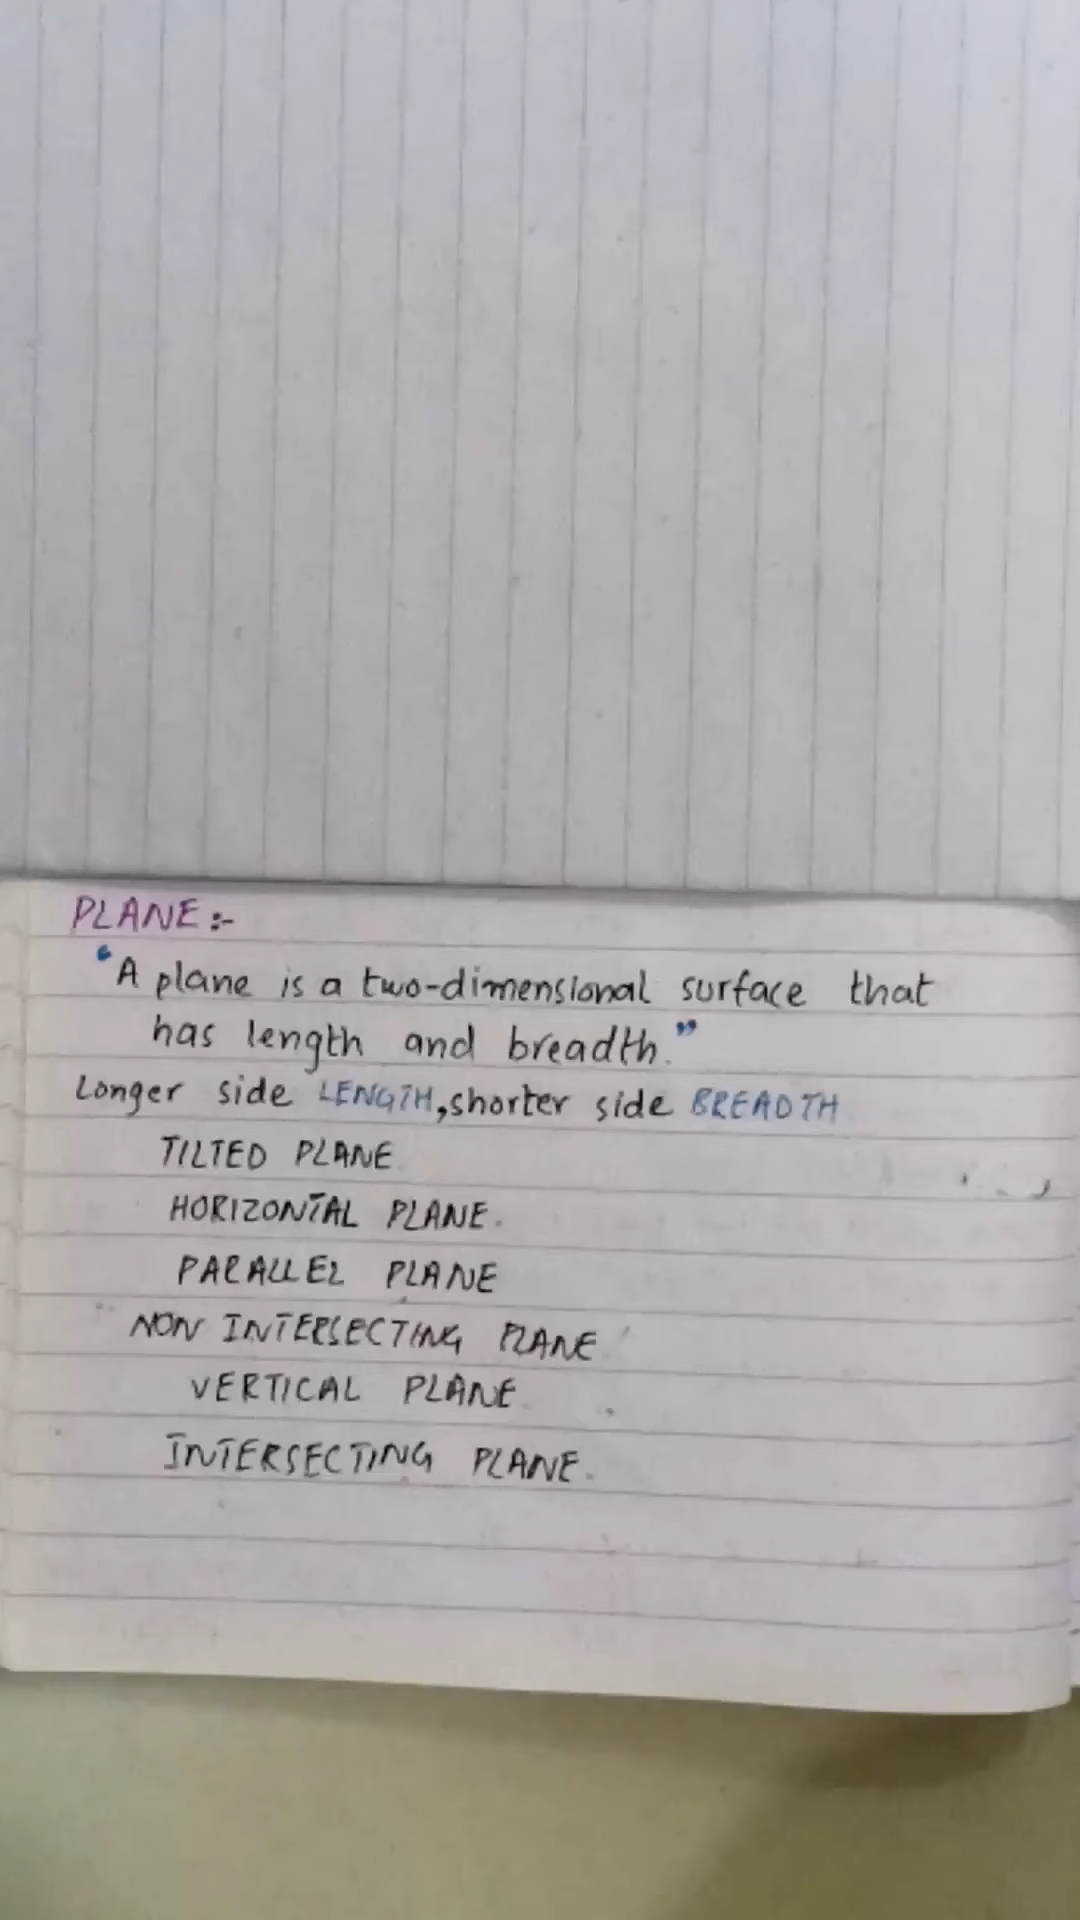 PLANE :-
"A plane is a two-dimensional surface that
has length and breadth."
Longer side LENGTH, shorter side BREADTH
TILTED PLANE
HORIZONTAL PLANE.
PARALLEL PLANE
NON INTERSECTING PLANE
VERTICAL PLANE
INTERSECTING PLANE.